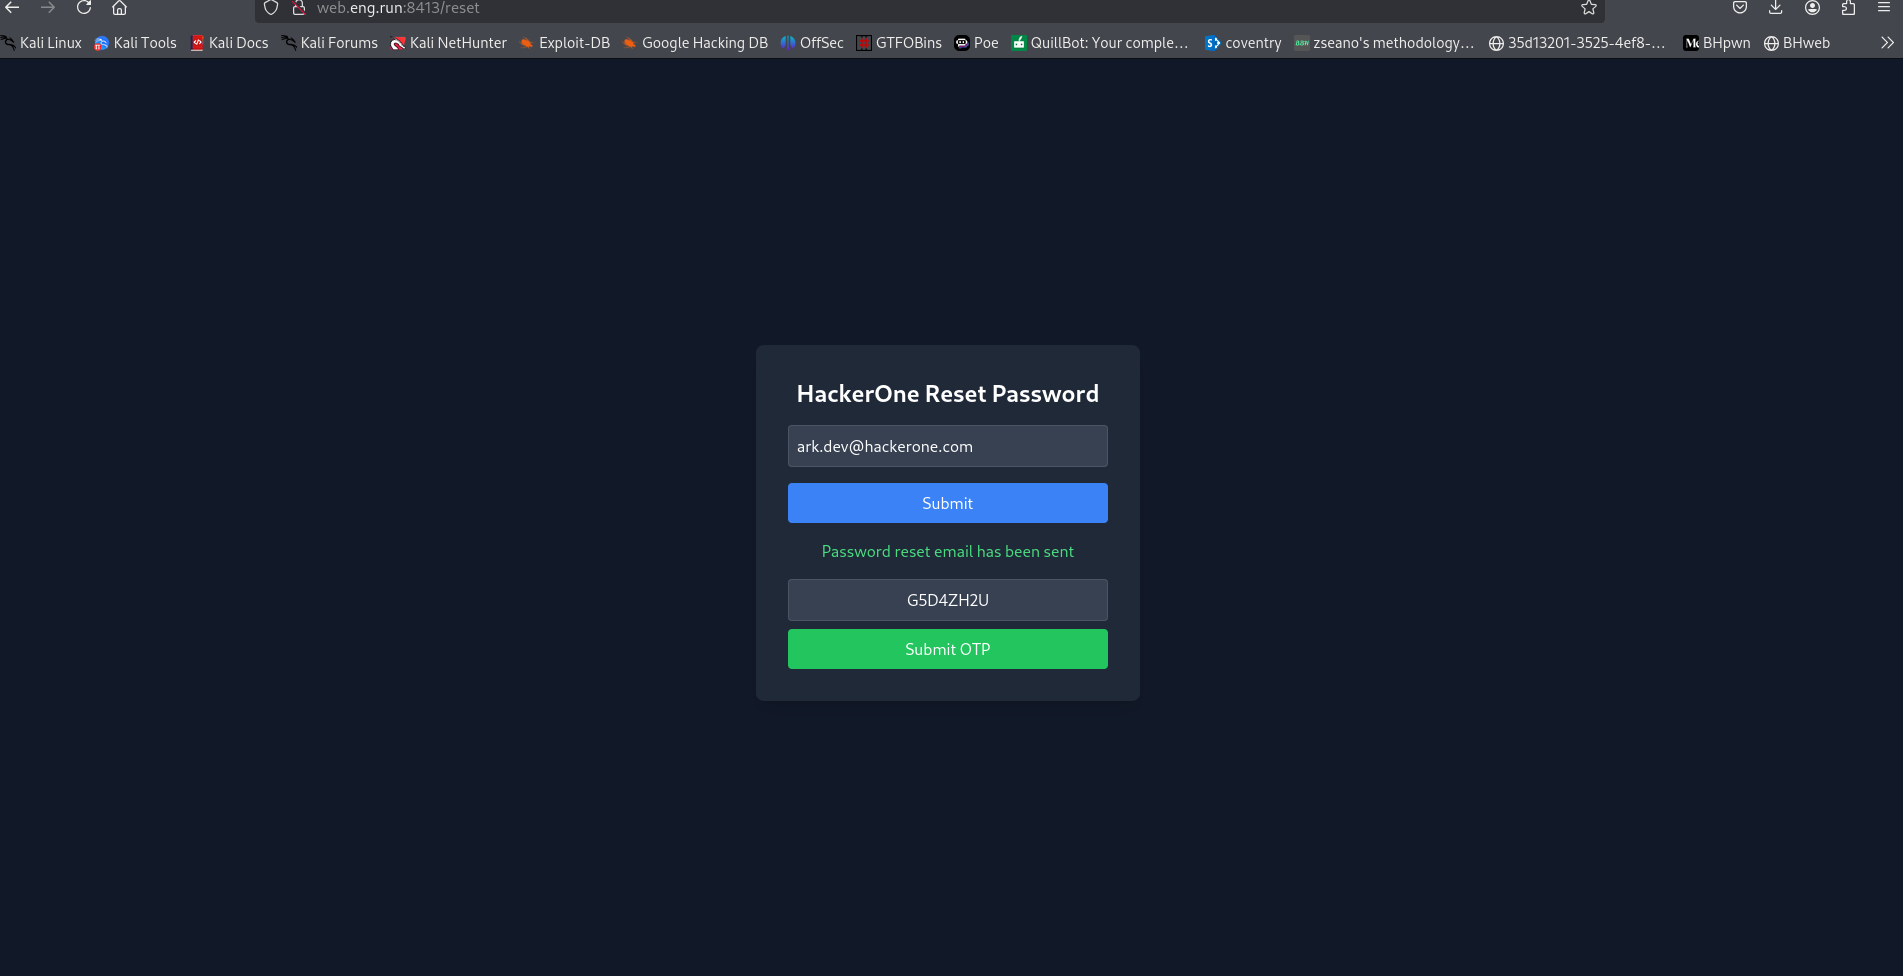 web.eng.run:8413/reset
Kali Linux Kali Tools Kali Docs Kali Forums Kali NetHunter Exploit-DB Google Hacking DB OffSec GTFOBins Poe QuillBot: Your comple… coventry BBH zseano's methodology… 35d13201-3525-4ef8-… BHpwn BHweb
HackerOne Reset Password
ark.dev@hackerone.com
Submit
Password reset email has been sent
G5D4ZH2U
Submit OTP